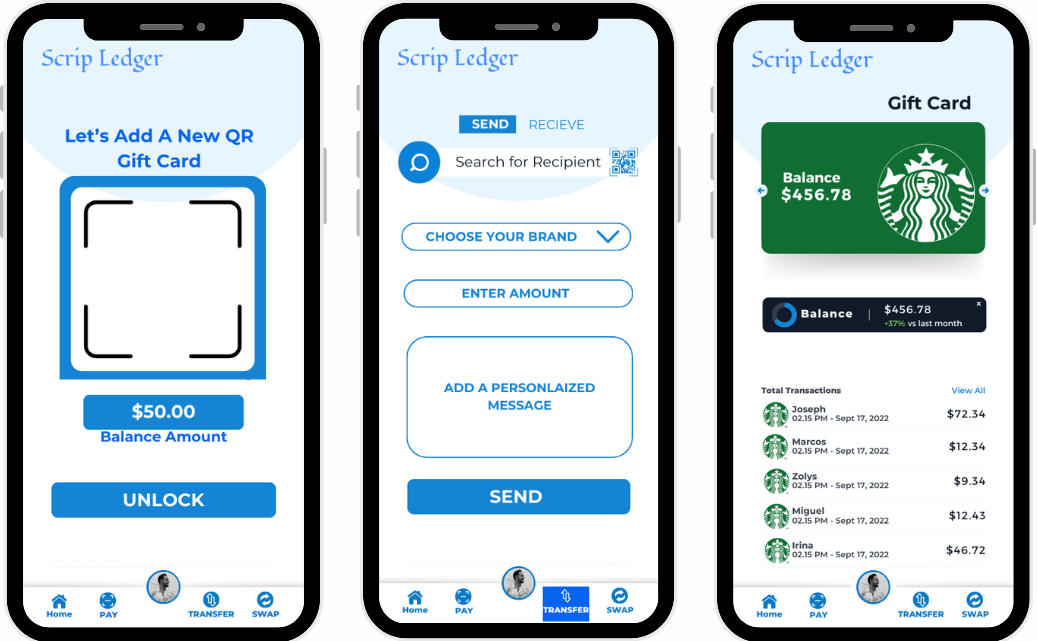 Scrip Ledger
Let's Add A New QR
Gift Card
$50.00
Balance Amount
UNLOCK
Home
PAY
TRANSFER
SWAP
Scrip Ledger
SEND
RECIEVE
Search for Recipient
CHOOSE YOUR BRAND
ENTER AMOUNT
ADD A PERSONLAIZED
MESSAGE
SEND
Home
PAY
TRANSFER
SWAP
Scrip Ledger
Gift Card
Balance
$456.78
Balance | $456.78
+37% vs last month
Total Transactions View All
Joseph
02.15 PM - Sept 17, 2022 $72.34
Marcos
02.15 PM - Sept 17, 2022 $12.34
Zolys
02.15 PM - Sept 17, 2022 $9.34
Miguel
02.15 PM - Sept 17, 2022 $12.43
Irina
02.15 PM - Sept 17, 2022 $46.72
Home
PAY
TRANSFER
SWAP